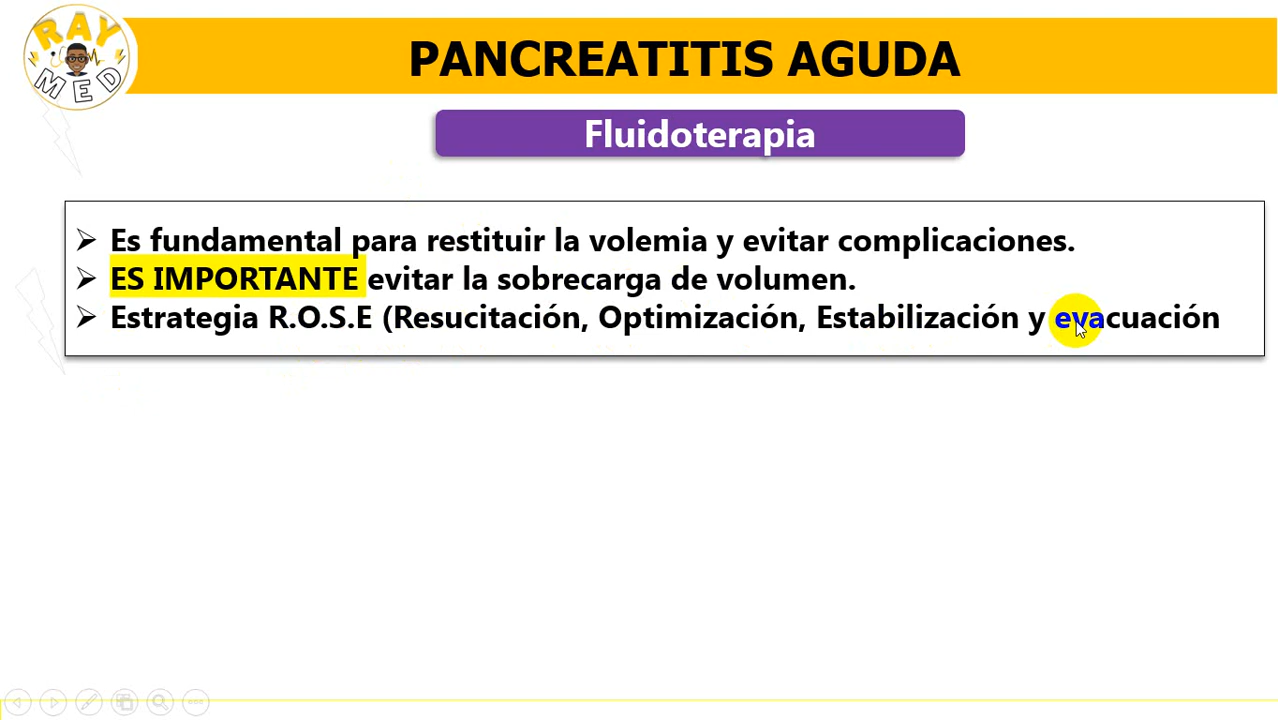 RAY
MED
PANCREATITIS AGUDA
Fluidoterapia
Es fundamental para restituir la volemia y evitar complicaciones.
ES IMPORTANTE evitar la sobrecarga de volumen.
Estrategia R.O.S.E (Resucitación, Optimización, Estabilización y evacuación